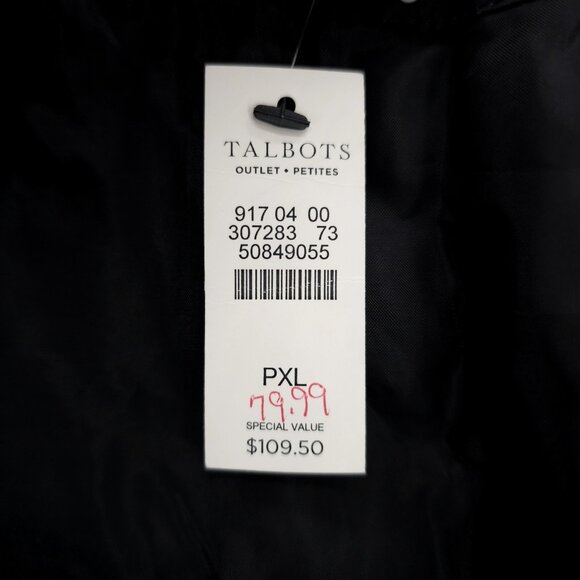 TALBOTS
OUTLET • PETITES
917 04 00
307283 73
50849055
PXL
79.99
SPECIAL VALUE
$109.50